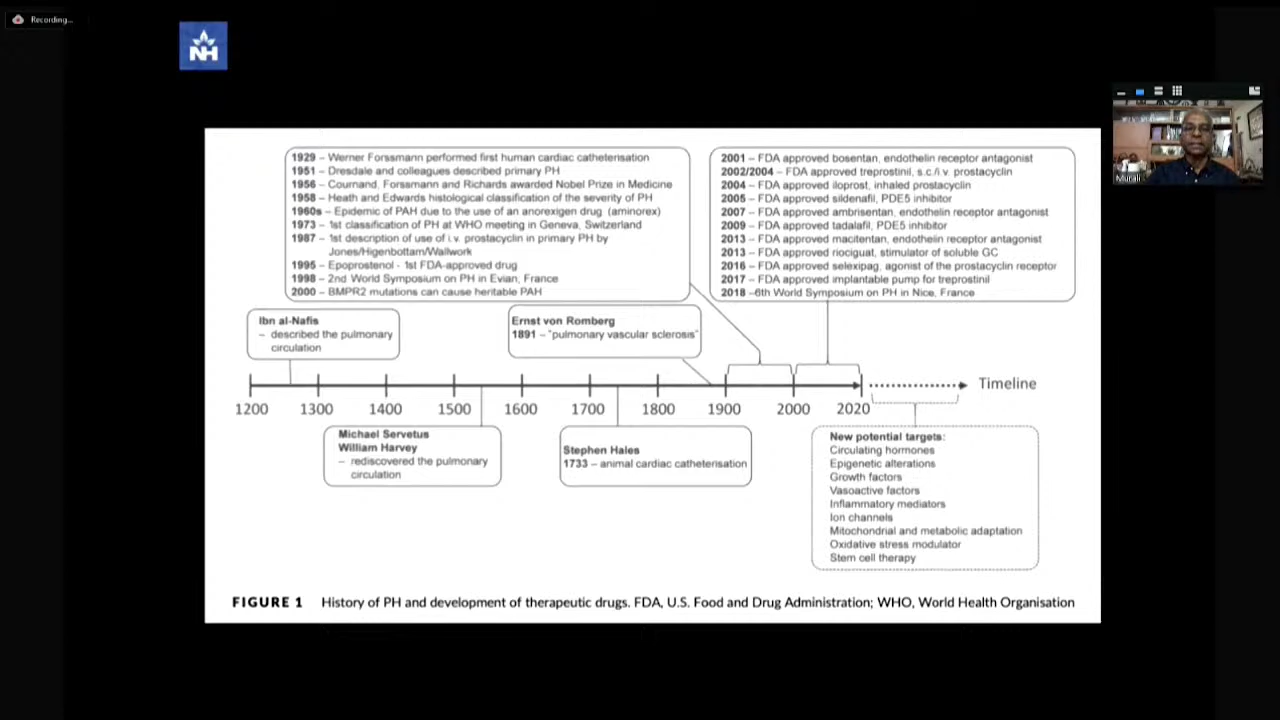 Recording...
NH
Murali
1929 – Werner Forssmann performed first human cardiac catheterisation
1951 – Dresdale and colleagues described primary PH
1956 – Cournand, Forssmann and Richards awarded Nobel Prize in Medicine
1958 – Heath and Edwards histological classification of the severity of PH
1960s – Epidemic of PAH due to the use of an anorexigen drug (aminorex)
1973 – 1st classification of PH at WHO meeting in Geneva, Switzerland
1987 – 1st description of use of i.v. prostacyclin in primary PH by
Jones/Higenbottam/Wallwork
1995 – Epoprostenol - 1st FDA-approved drug
1998 – 2nd World Symposium on PH in Evian, France
2000 – BMPR2 mutations can cause heritable PAH
2001 – FDA approved bosentan, endothelin receptor antagonist
2002/2004 – FDA approved treprostinil, s.c./i.v. prostacyclin
2004 – FDA approved iloprost, inhaled prostacyclin
2005 – FDA approved sildenafil, PDE5 inhibitor
2007 – FDA approved ambrisentan, endothelin receptor antagonist
2009 – FDA approved tadalafil, PDE5 inhibitor
2013 – FDA approved macitentan, endothelin receptor antagonist
2013 – FDA approved riociguat, stimulator of soluble GC
2016 – FDA approved selexipag, agonist of the prostacyclin receptor
2017 – FDA approved implantable pump for treprostinil
2018 –6th World Symposium on PH in Nice, France
Ibn al-Nafis
– described the pulmonary
circulation
Ernst von Romberg
1891 – "pulmonary vascular sclerosis"
Timeline
1200 1300 1400 1500 1600 1700 1800 1900 2000 2020
Michael Servetus
William Harvey
– rediscovered the pulmonary
circulation
Stephen Hales
1733 – animal cardiac catheterisation
New potential targets:
Circulating hormones
Epigenetic alterations
Growth factors
Vasoactive factors
Inflammatory mediators
Ion channels
Mitochondrial and metabolic adaptation
Oxidative stress modulator
Stem cell therapy
FIGURE 1 History of PH and development of therapeutic drugs. FDA, U.S. Food and Drug Administration; WHO, World Health Organisation